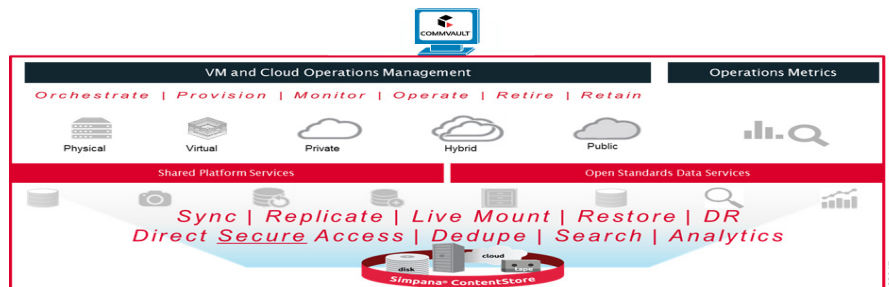 COMMVAULT
VM and Cloud Operations Management
Operations Metrics
Orchestrate | Provision | Monitor | Operate | Retire | Retain
Physical
Virtual
Private
Hybrid
Public
Shared Platform Services
Open Standards Data Services
Sync | Replicate | Live Mount | Restore | DR
Direct Secure Access | Dedupe | Search | Analytics
cloud
disk
tape
Simpana® ContentStore